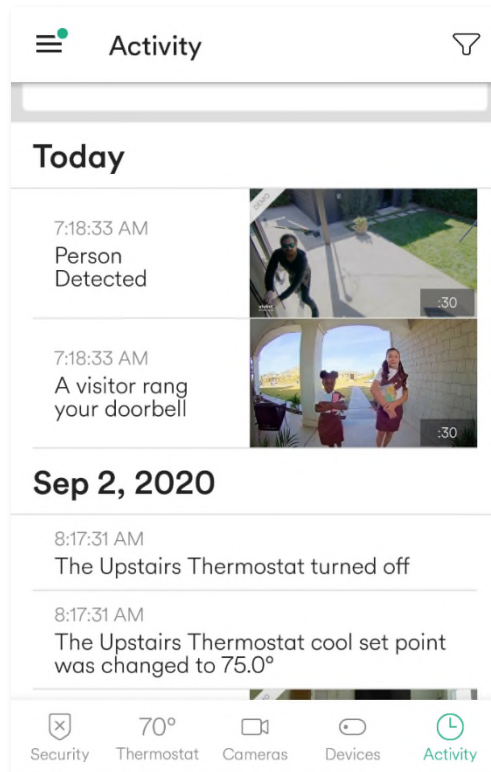 Activity
Today
7:18:33 AM
Person
Detected
DEMO
vivint
:30
7:18:33 AM
A visitor rang
your doorbell
:30
Sep 2, 2020
8:17:31 AM
The Upstairs Thermostat turned off
8:17:31 AM
The Upstairs Thermostat cool set point
was changed to 75.0°
70°
Security Thermostat Cameras Devices Activity